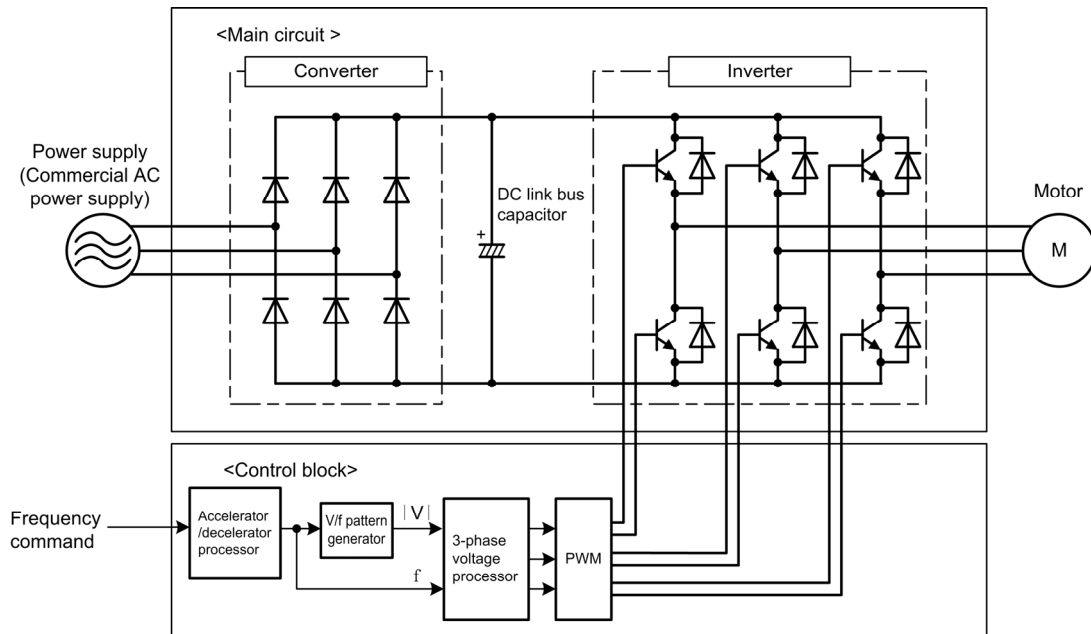 <Main circuit >
Converter
Inverter
Power supply
(Commercial AC
power supply)
DC link bus
capacitor
+
Motor
M
<Control block>
Frequency
command
Accelerator
/decelerator
processor
V/f pattern
generator
|V|
f
3-phase
voltage
processor
PWM